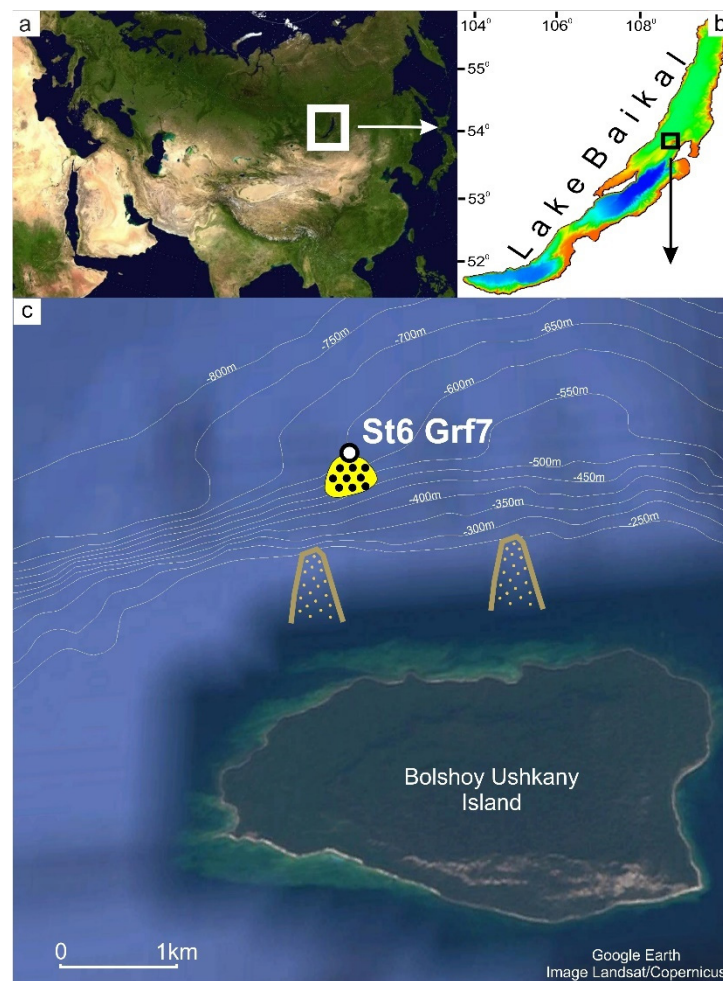 a
b
104°
106°
108°
55°
54°
53°
52°
Lake Baikal
c
-800m
-750m
-700m
-650m
-600m
-550m
St6 Grf7
-500m
-450m
-400m
-350m
-300m
-250m
Bolshoy Ushkany
Island
0
1km
Google Earth
Image Landsat/Copernicus